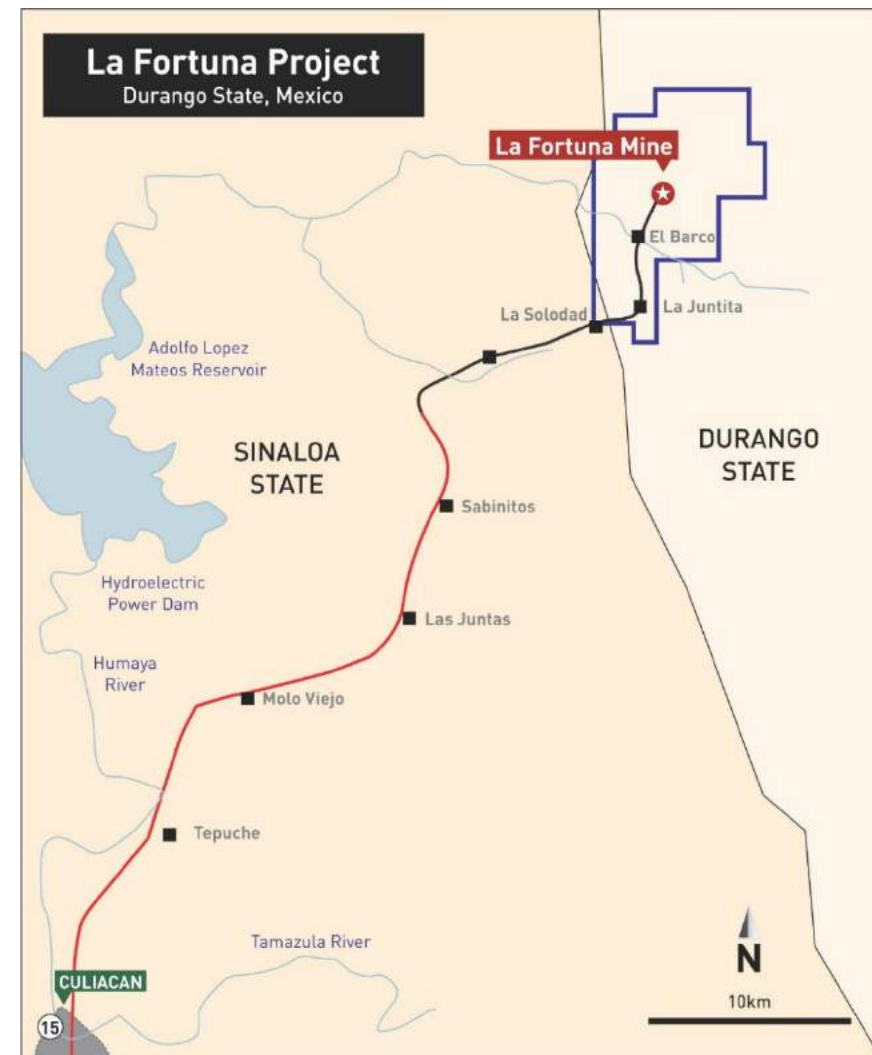 La Fortuna Project
Durango State, Mexico
La Fortuna Mine
El Barco
La Solodad
La Juntita
Adolfo Lopez
Mateos Reservoir
SINALOA
STATE
DURANGO
STATE
Sabinitos
Hydroelectric
Power Dam
Las Juntas
Humaya
River
Molo Viejo
Tepuche
Tamazula River
N
CULIACAN
10km
15